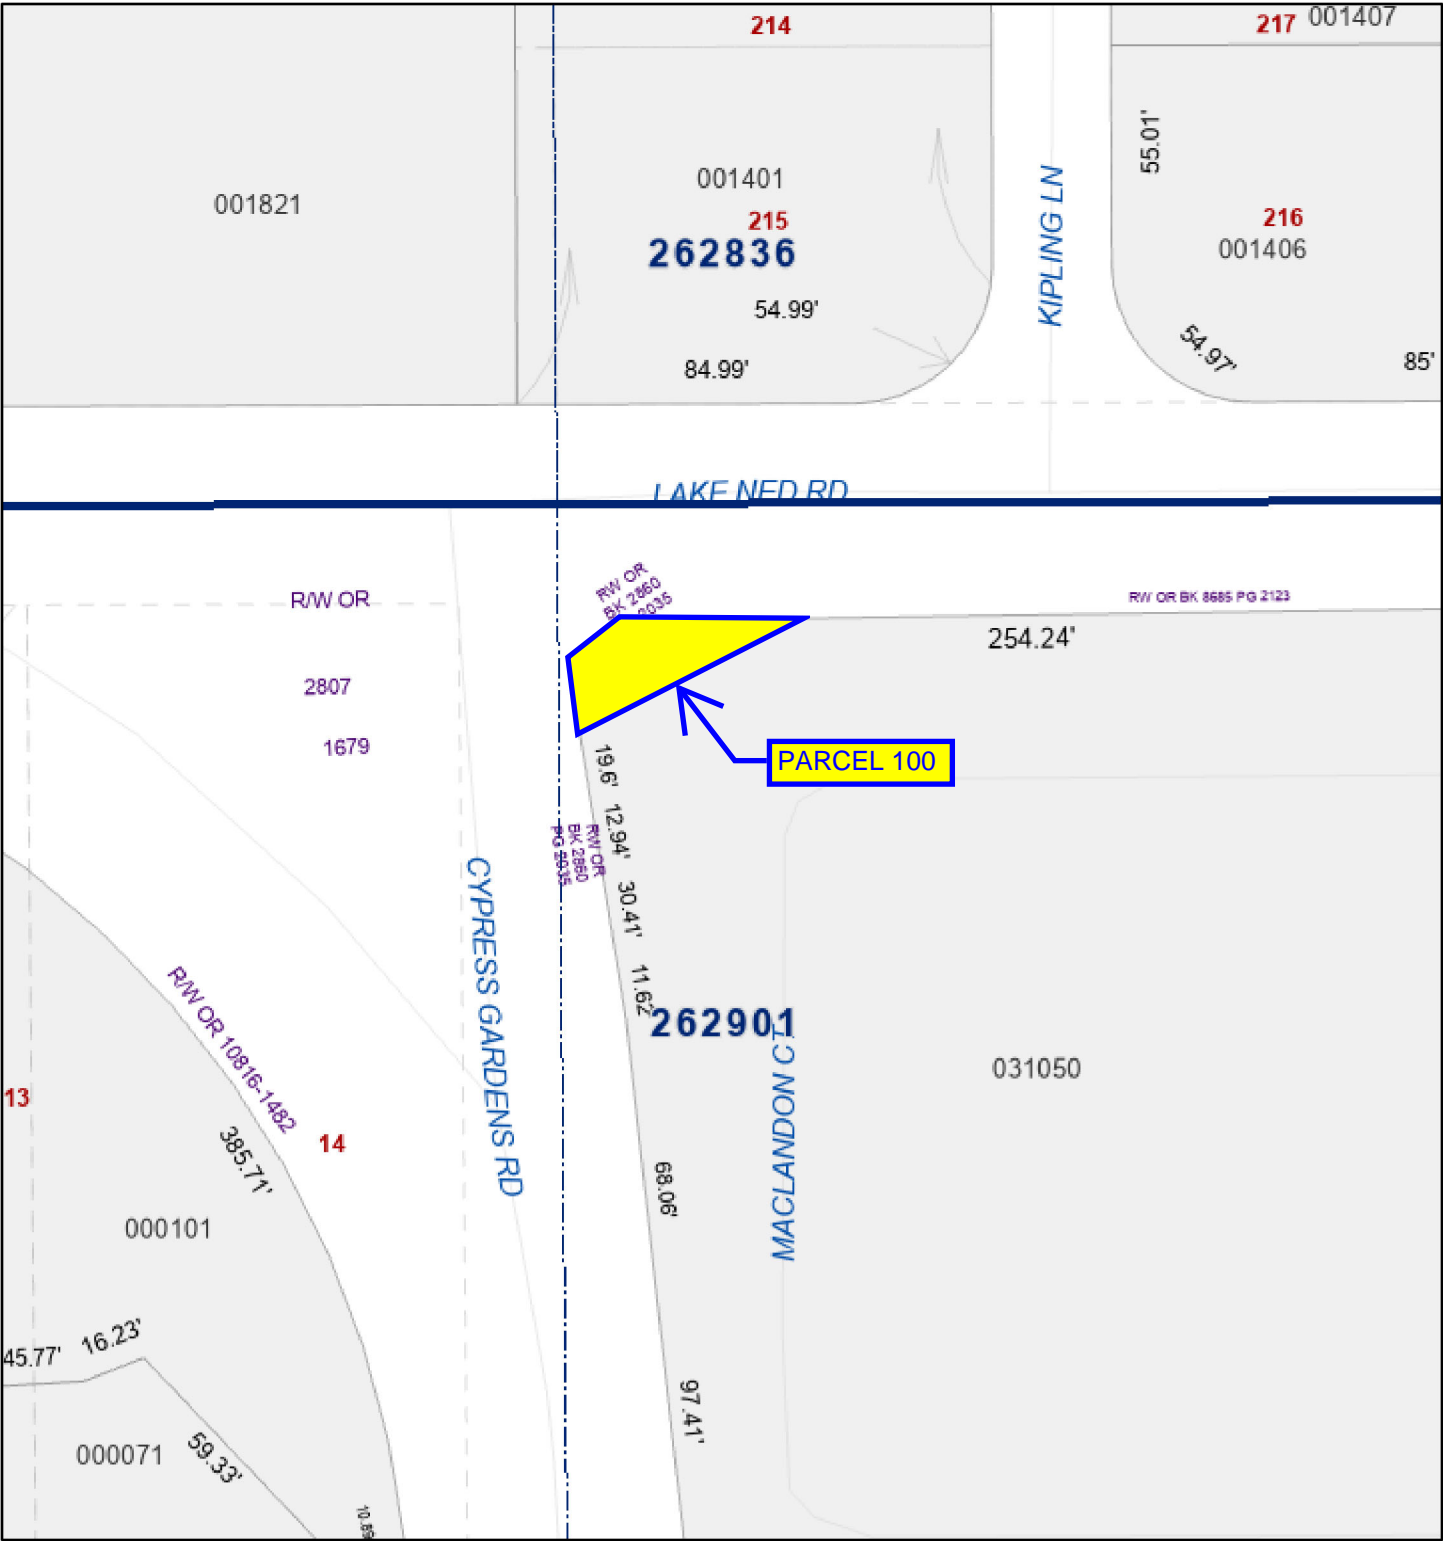 214
217 001407
55.01'
001401
001821
215
216
262836
001406
KIPLING LN
54.99'
54.97'
84.99'
85'
LAKE NED RD
RW OR
BK 2860
2035
R/W OR
RW OR BK 8685 PG 2123
254.24'
2807
1679
PARCEL 100
19.6'
12.94'
RW OR
BK 2860
PG 2035
30.41'
11.62'
CYPRESS GARDENS RD
262901
MACLANDON CT
031050
R/W OR 10816-1482
13
14
385.71'
68.06'
000101
16.23'
45.77'
97.41'
000071
59.33'
10.89